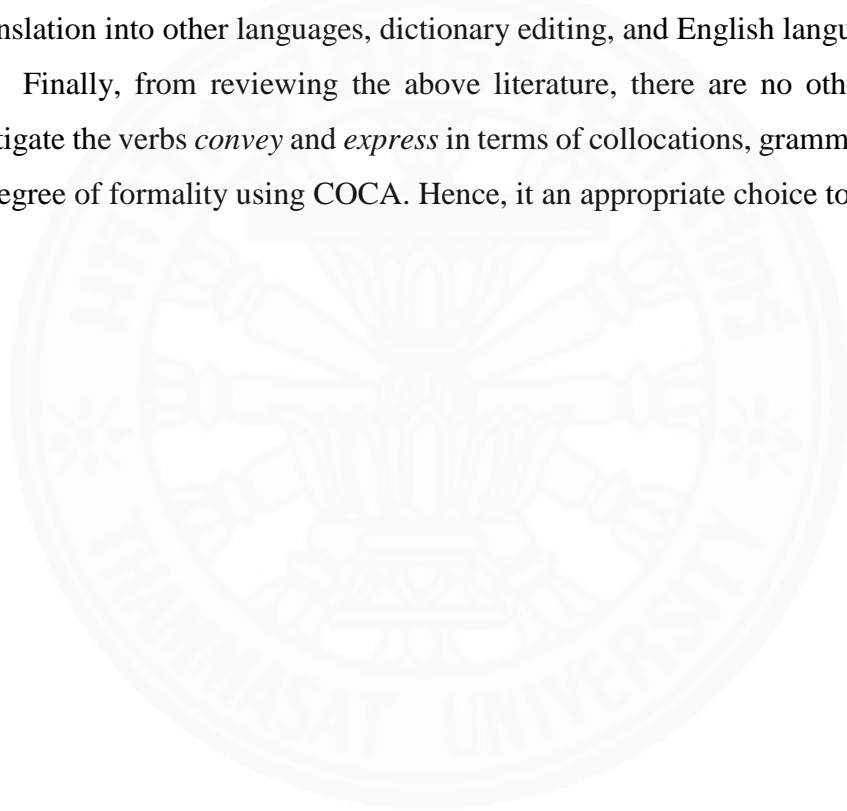 nslation into other languages, dictionary editing, and English langu
Finally, from reviewing the above literature, there are no oth
tigate the verbs convey and express in terms of collocations, gramm
egree of formality using COCA. Hence, it an appropriate choice to
THAMMASAT UNIVERSITY